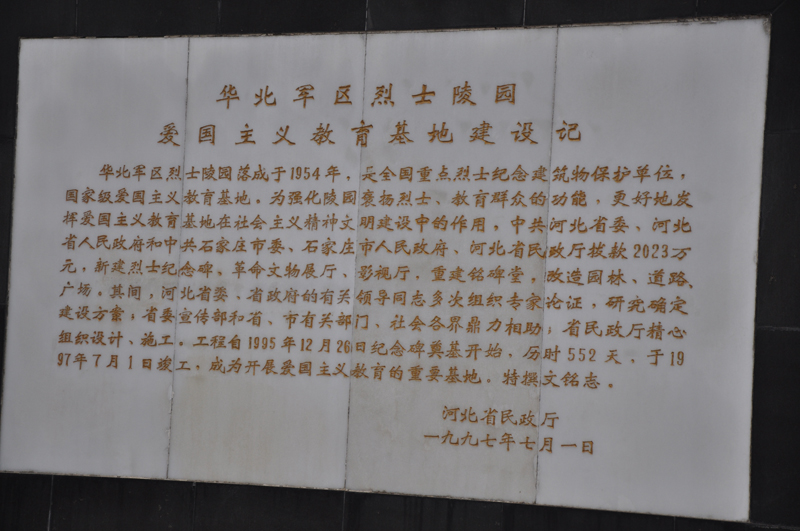 华北军区烈士陵园
爱国主义教育基地建设记
华北军区烈士陵园落成于1954年，是全国重点烈士纪念建筑物保护单位，
国家级爱国主义教育基地。为强化陵园褒扬烈士、教育群众的功能，更好地发
挥爱国主义教育基地在社会主义精神文明建设中的作用，中共河北省委、河北
省人民政府和中共石家庄市委、石家庄市人民政府、河北省民政厅拨款2023万
元，新建烈士纪念碑、革命文物展厅、影视厅，重建铭碑堂，改造园林、道路、
广场。其间，河北省委、省政府的有关领导同志多次组织专家论证，研究确定
建设方案；省委宣传部和省、市有关部门、社会各界鼎力相助；省民政厅精心
组织设计、施工。工程自1995年12月26日纪念碑奠基开始，历时552天，于19
97年7月1日竣工，成为开展爱国主义教育的重要基地。特撰文铭志。
河北省民政厅
一九九七年七月一日